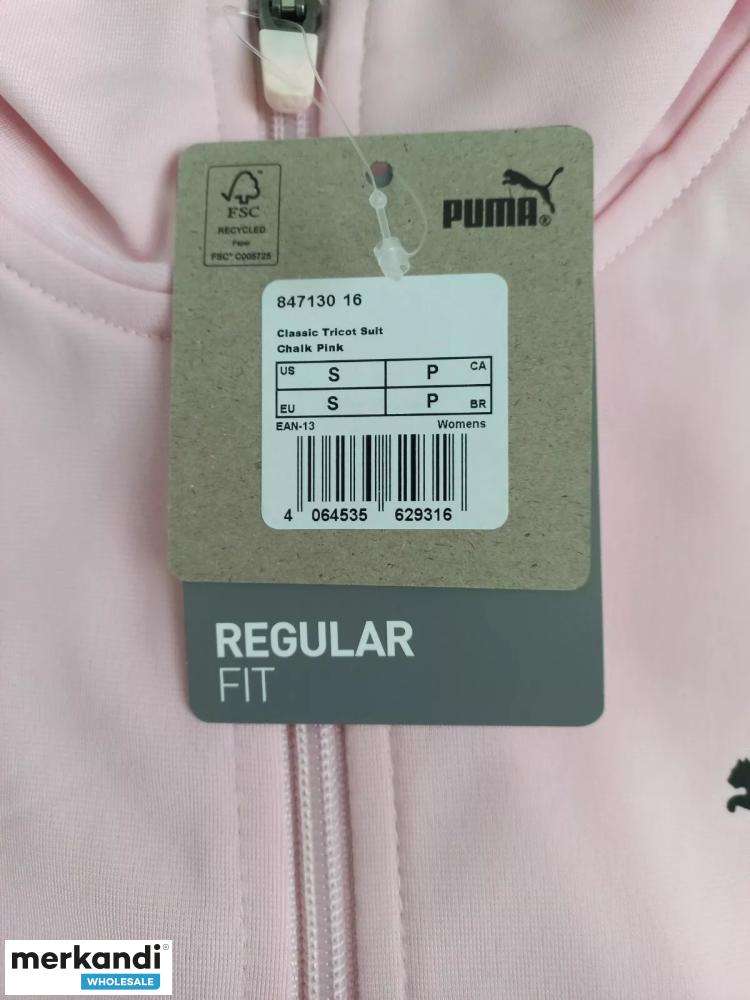 FSC
RECYCLED
Paper
FSC® C008725
PUMA®
847130 16
Classic Tricot Suit
Chalk Pink
US S P CA
EU S P BR
EAN-13 Womens
4 064535 629316
REGULAR
FIT
merkandi®
WHOLESALE